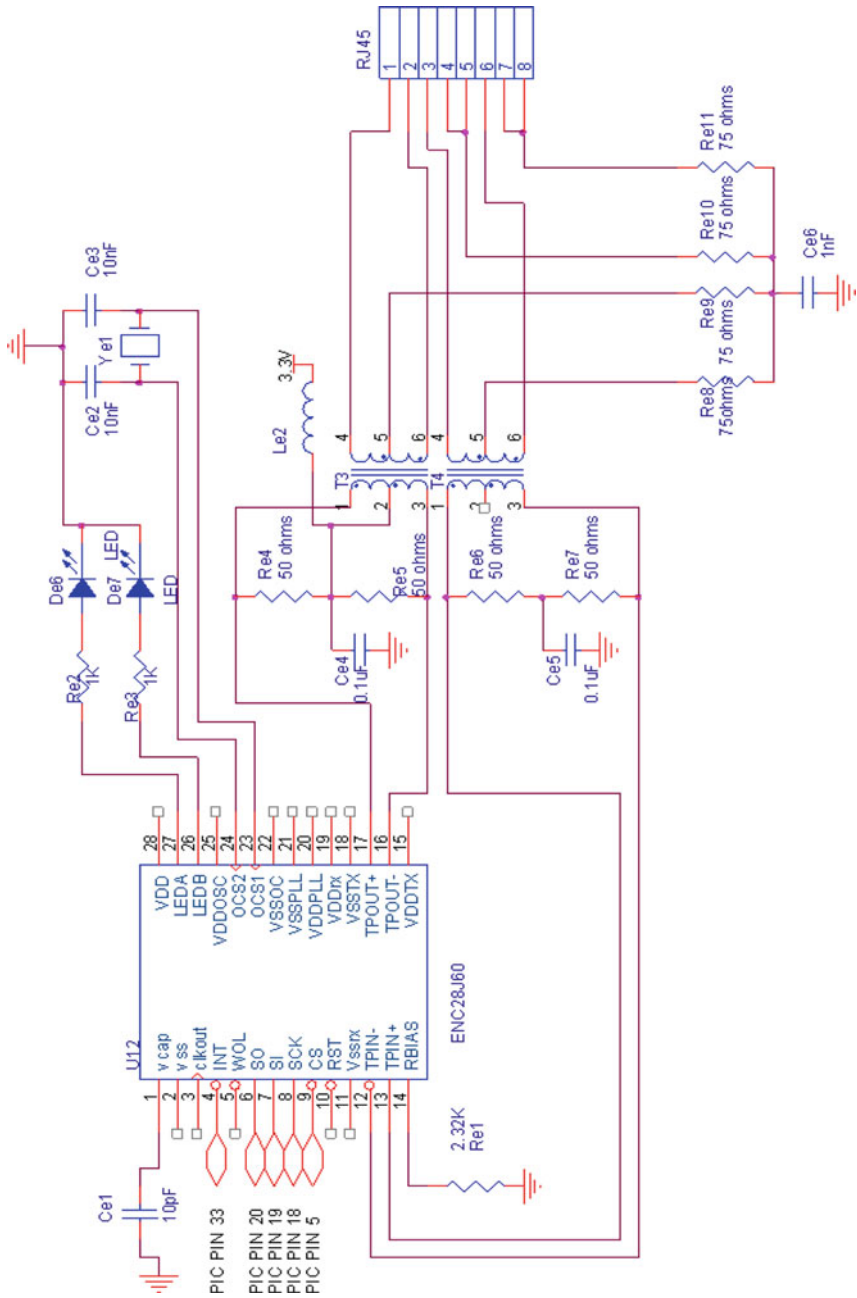 RJ45
1
2
3
4
5
6
7
8
Re11
75 ohms
Re10
75 ohms
Re9
75 ohms
Re8
75ohms
Ce6
1nF
Ce3
10nF
Ye1
Ce2
10nF
3.3V
Le2
T3
1
2
3
4
5
6
T4
1
2
3
4
5
6
De6
LED
De7
LED
Re2
1K
Re3
1K
Re4
50 ohms
Re5
50 ohms
Re6
50 ohms
Re7
50 ohms
Ce4
0.1uF
Ce5
0.1uF
U12
ENC28J60
1 vcap
2 vss
3 clkout
4 INT
5 WOL
6 SO
7 SI
8 SCK
9 CS
10 RST
11 Vssrx
12 TPIN-
13 TPIN+
14 RBIAS
VDD 28
LEDA 27
LEDB 26
VDDOSC 25
OCS2 24
OCS1 23
VSSOC 22
VSSPLL 21
VDDPLL 20
VDDrx 19
VSSTX 18
TPOUT+ 17
TPOUT- 16
VDDTX 15
2.32K
Re1
Ce1
10pF
PIC PIN 33
PIC PIN 20
PIC PIN 19
PIC PIN 18
PIC PIN 5